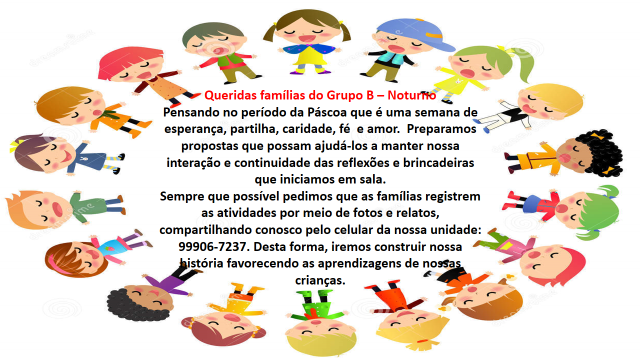 Queridas famílias do Grupo B – Noturno
Pensando no período da Páscoa que é uma semana de
esperança, partilha, caridade, fé e amor. Preparamos
propostas que possam ajudá-los a manter nossa
interação e continuidade das reflexões e brincadeiras
que iniciamos em sala.
Sempre que possível pedimos que as famílias registrem
as atividades por meio de fotos e relatos,
compartilhando conosco pelo celular da nossa unidade:
99906-7237. Desta forma, iremos construir nossa
história favorecendo as aprendizagens de nossas
crianças.